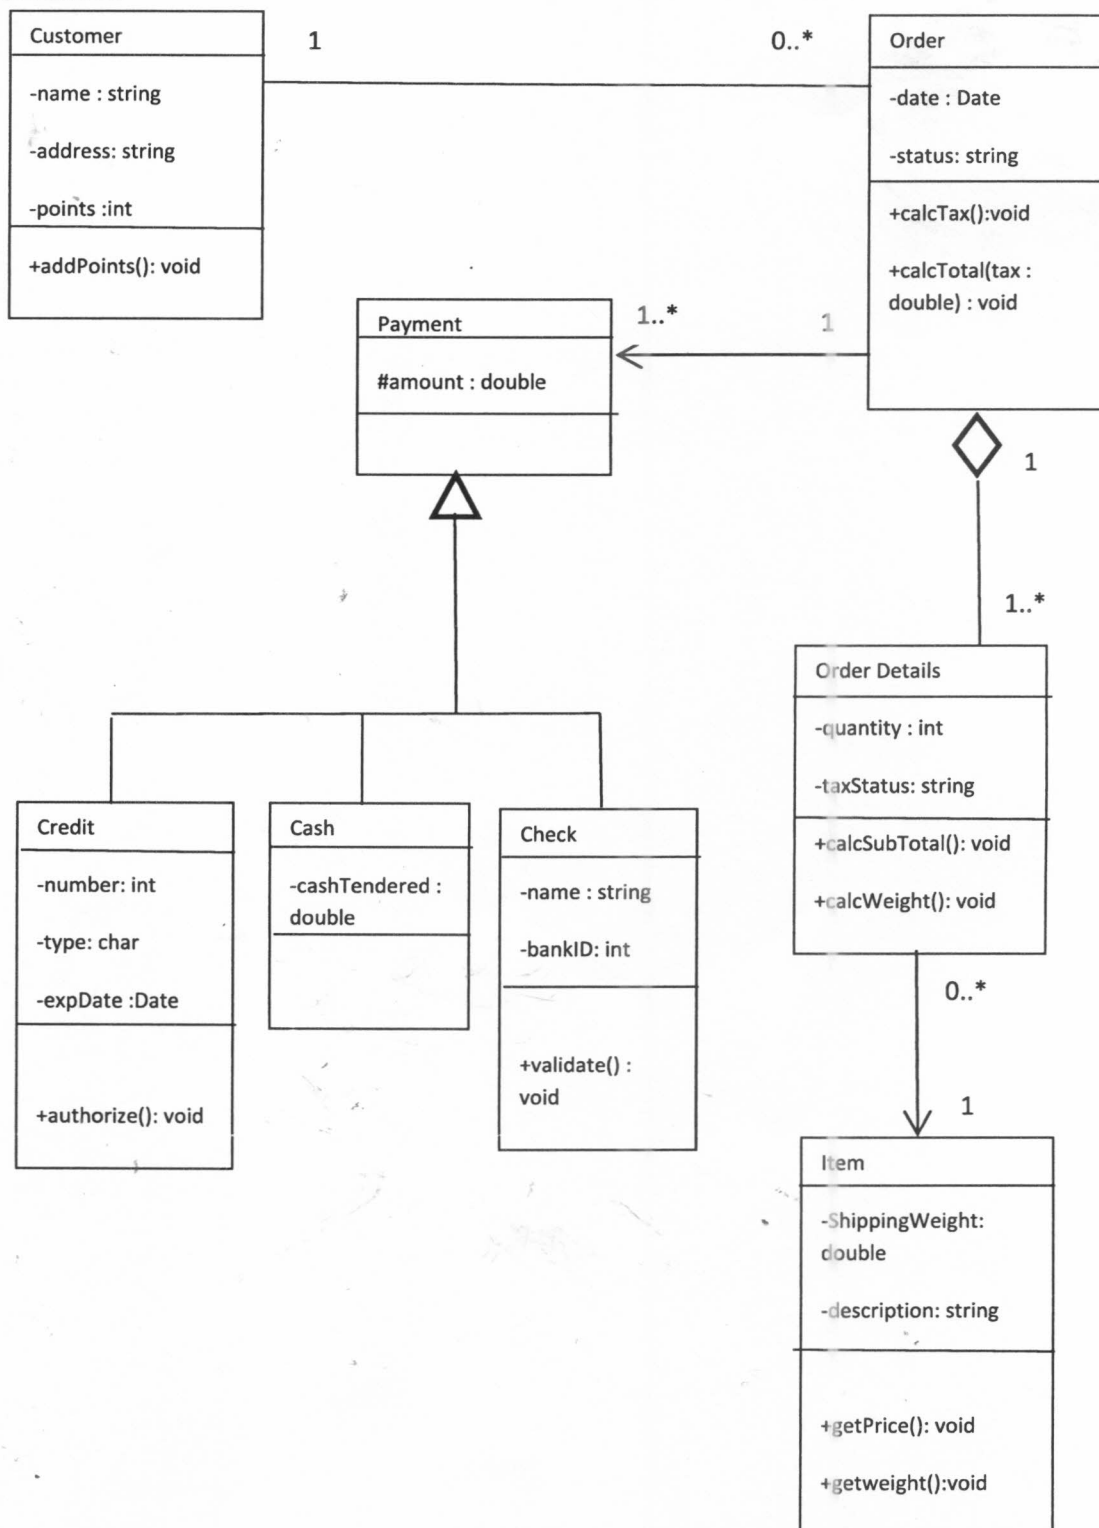 Customer
-name : string
-address: string
-points :int
+addPoints(): void
1
0..*
Order
-date : Date
-status: string
+calcTax():void
+calcTotal(tax :
double) : void
Payment
#amount : double
1..*
1
1
1..*
Order Details
-quantity : int
-taxStatus: string
+calcSubTotal(): void
+calcWeight(): void
Credit
-number: int
-type: char
-expDate :Date
+authorize(): void
Cash
-cashTendered :
double
Check
-name : string
-bankID: int
+validate() :
void
0..*
1
Item
-ShippingWeight:
double
-description: string
+getPrice(): void
+getweight():void